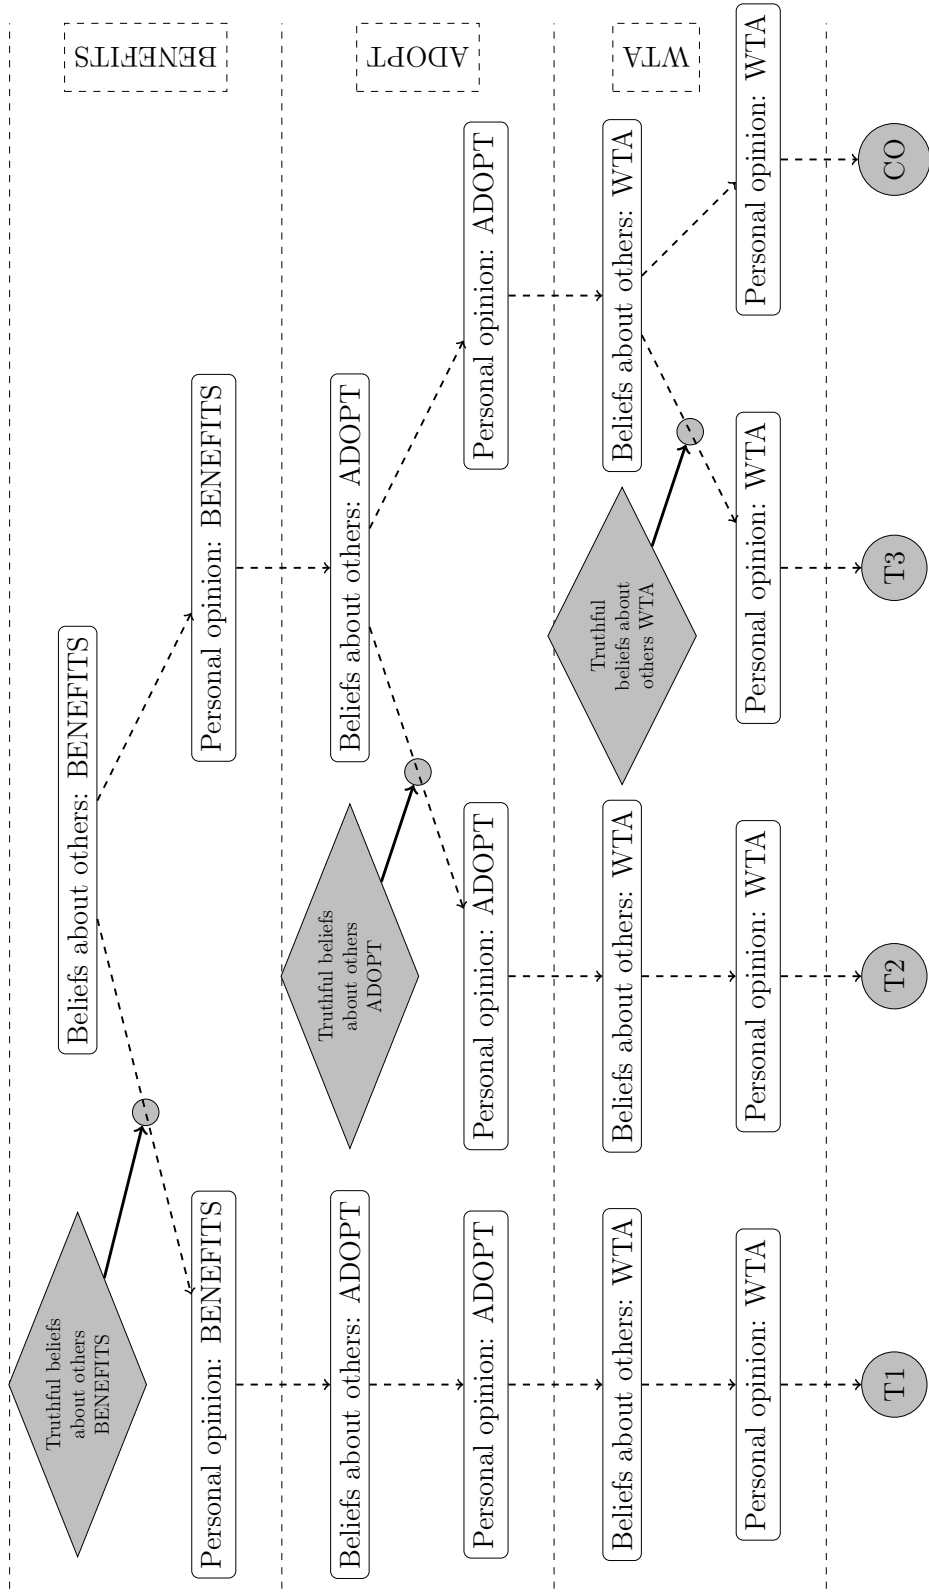 BENEFITS
Beliefs about others: BENEFITS
Truthful beliefs
about others
BENEFITS
Personal opinion: BENEFITS
Personal opinion: BENEFITS
ADOPT
Beliefs about others: ADOPT
Truthful beliefs
about others
ADOPT
Beliefs about others: ADOPT
Personal opinion: ADOPT
Personal opinion: ADOPT
Personal opinion: ADOPT
WTA
Beliefs about others: WTA
Beliefs about others: WTA
Truthful
beliefs about
others WTA
Beliefs about others: WTA
Personal opinion: WTA
Personal opinion: WTA
Personal opinion: WTA
Personal opinion: WTA
T1
T2
T3
CO